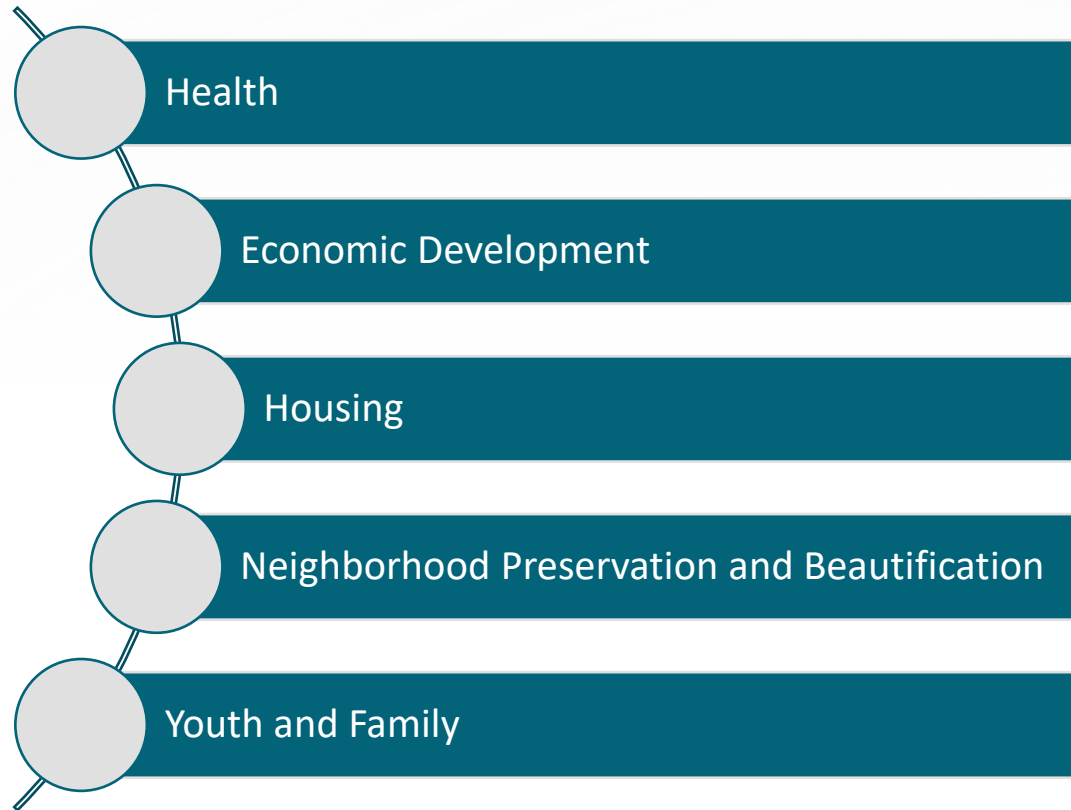 Health
Economic Development
Housing
Neighborhood Preservation and Beautification
Youth and Family